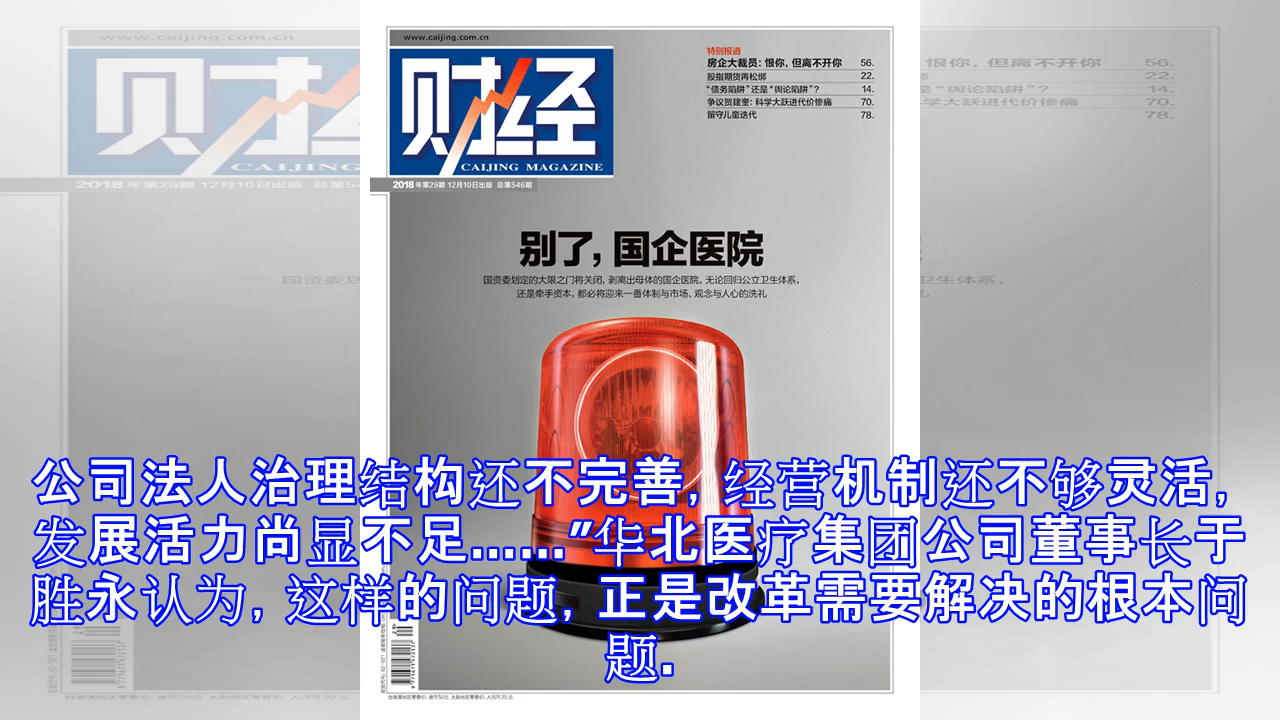 www.caijing.com.cn
财经
CAIJING MAGAZINE
2018年第29期 12月10日出版 总第546期
特别报道
房企大裁员：恨你，但离不开你 56.
股指期货再松绑 22.
“债务陷阱”还是“舆论陷阱”？ 14.
争议贺建奎：科学大跃进代价惨痛 70.
留守儿童迭代 78.
别了，国企医院
国资委划定的大限之门将关闭，剥离出母体的国企医院，无论回归公立卫生体系，
还是牵手资本，都必将迎来一番体制与市场、观念与人心的洗礼
公司法人治理结构还不完善, 经营机制还不够灵活,
发展活力尚显不足......"华北医疗集团公司董事长于
胜永认为, 这样的问题, 正是改革需要解决的根本问
题.